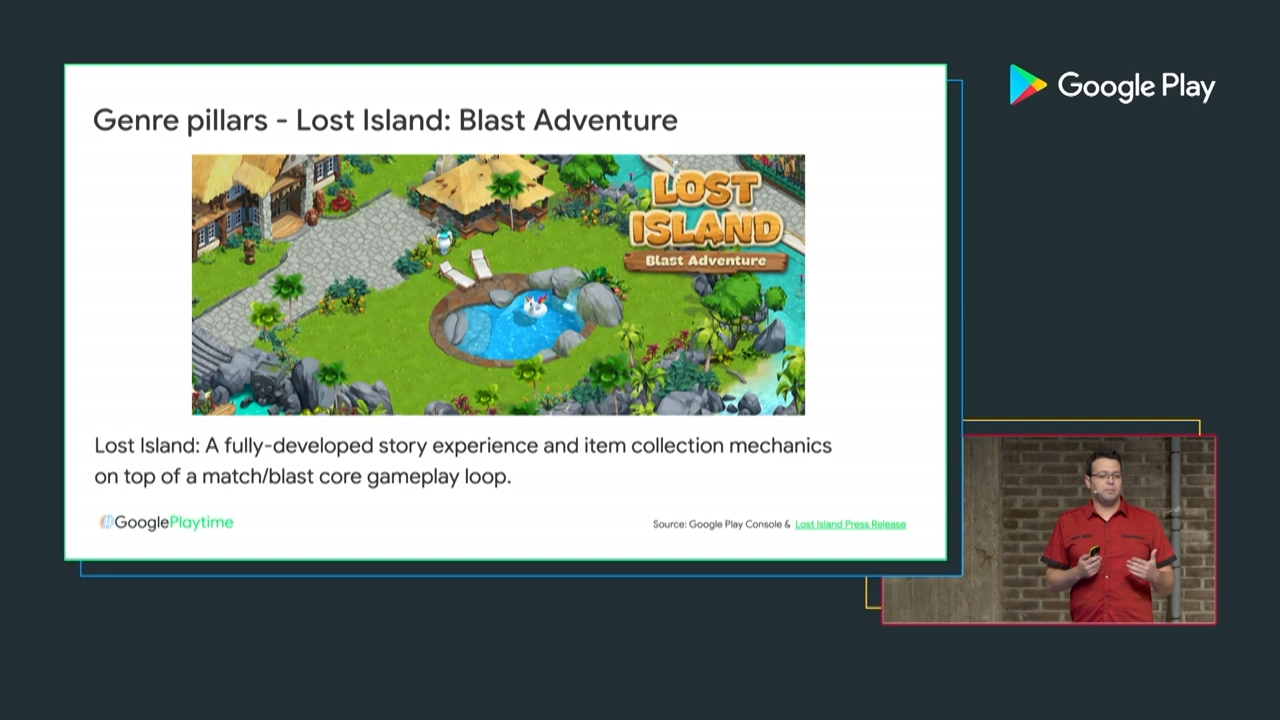 Google Play
Genre pillars - Lost Island: Blast Adventure
LOST
ISLAND
Blast Adventure
Lost Island: A fully-developed story experience and item collection mechanics
on top of a match/blast core gameplay loop.
GooglePlaytime
Source: Google Play Console & Lost Island Press Release